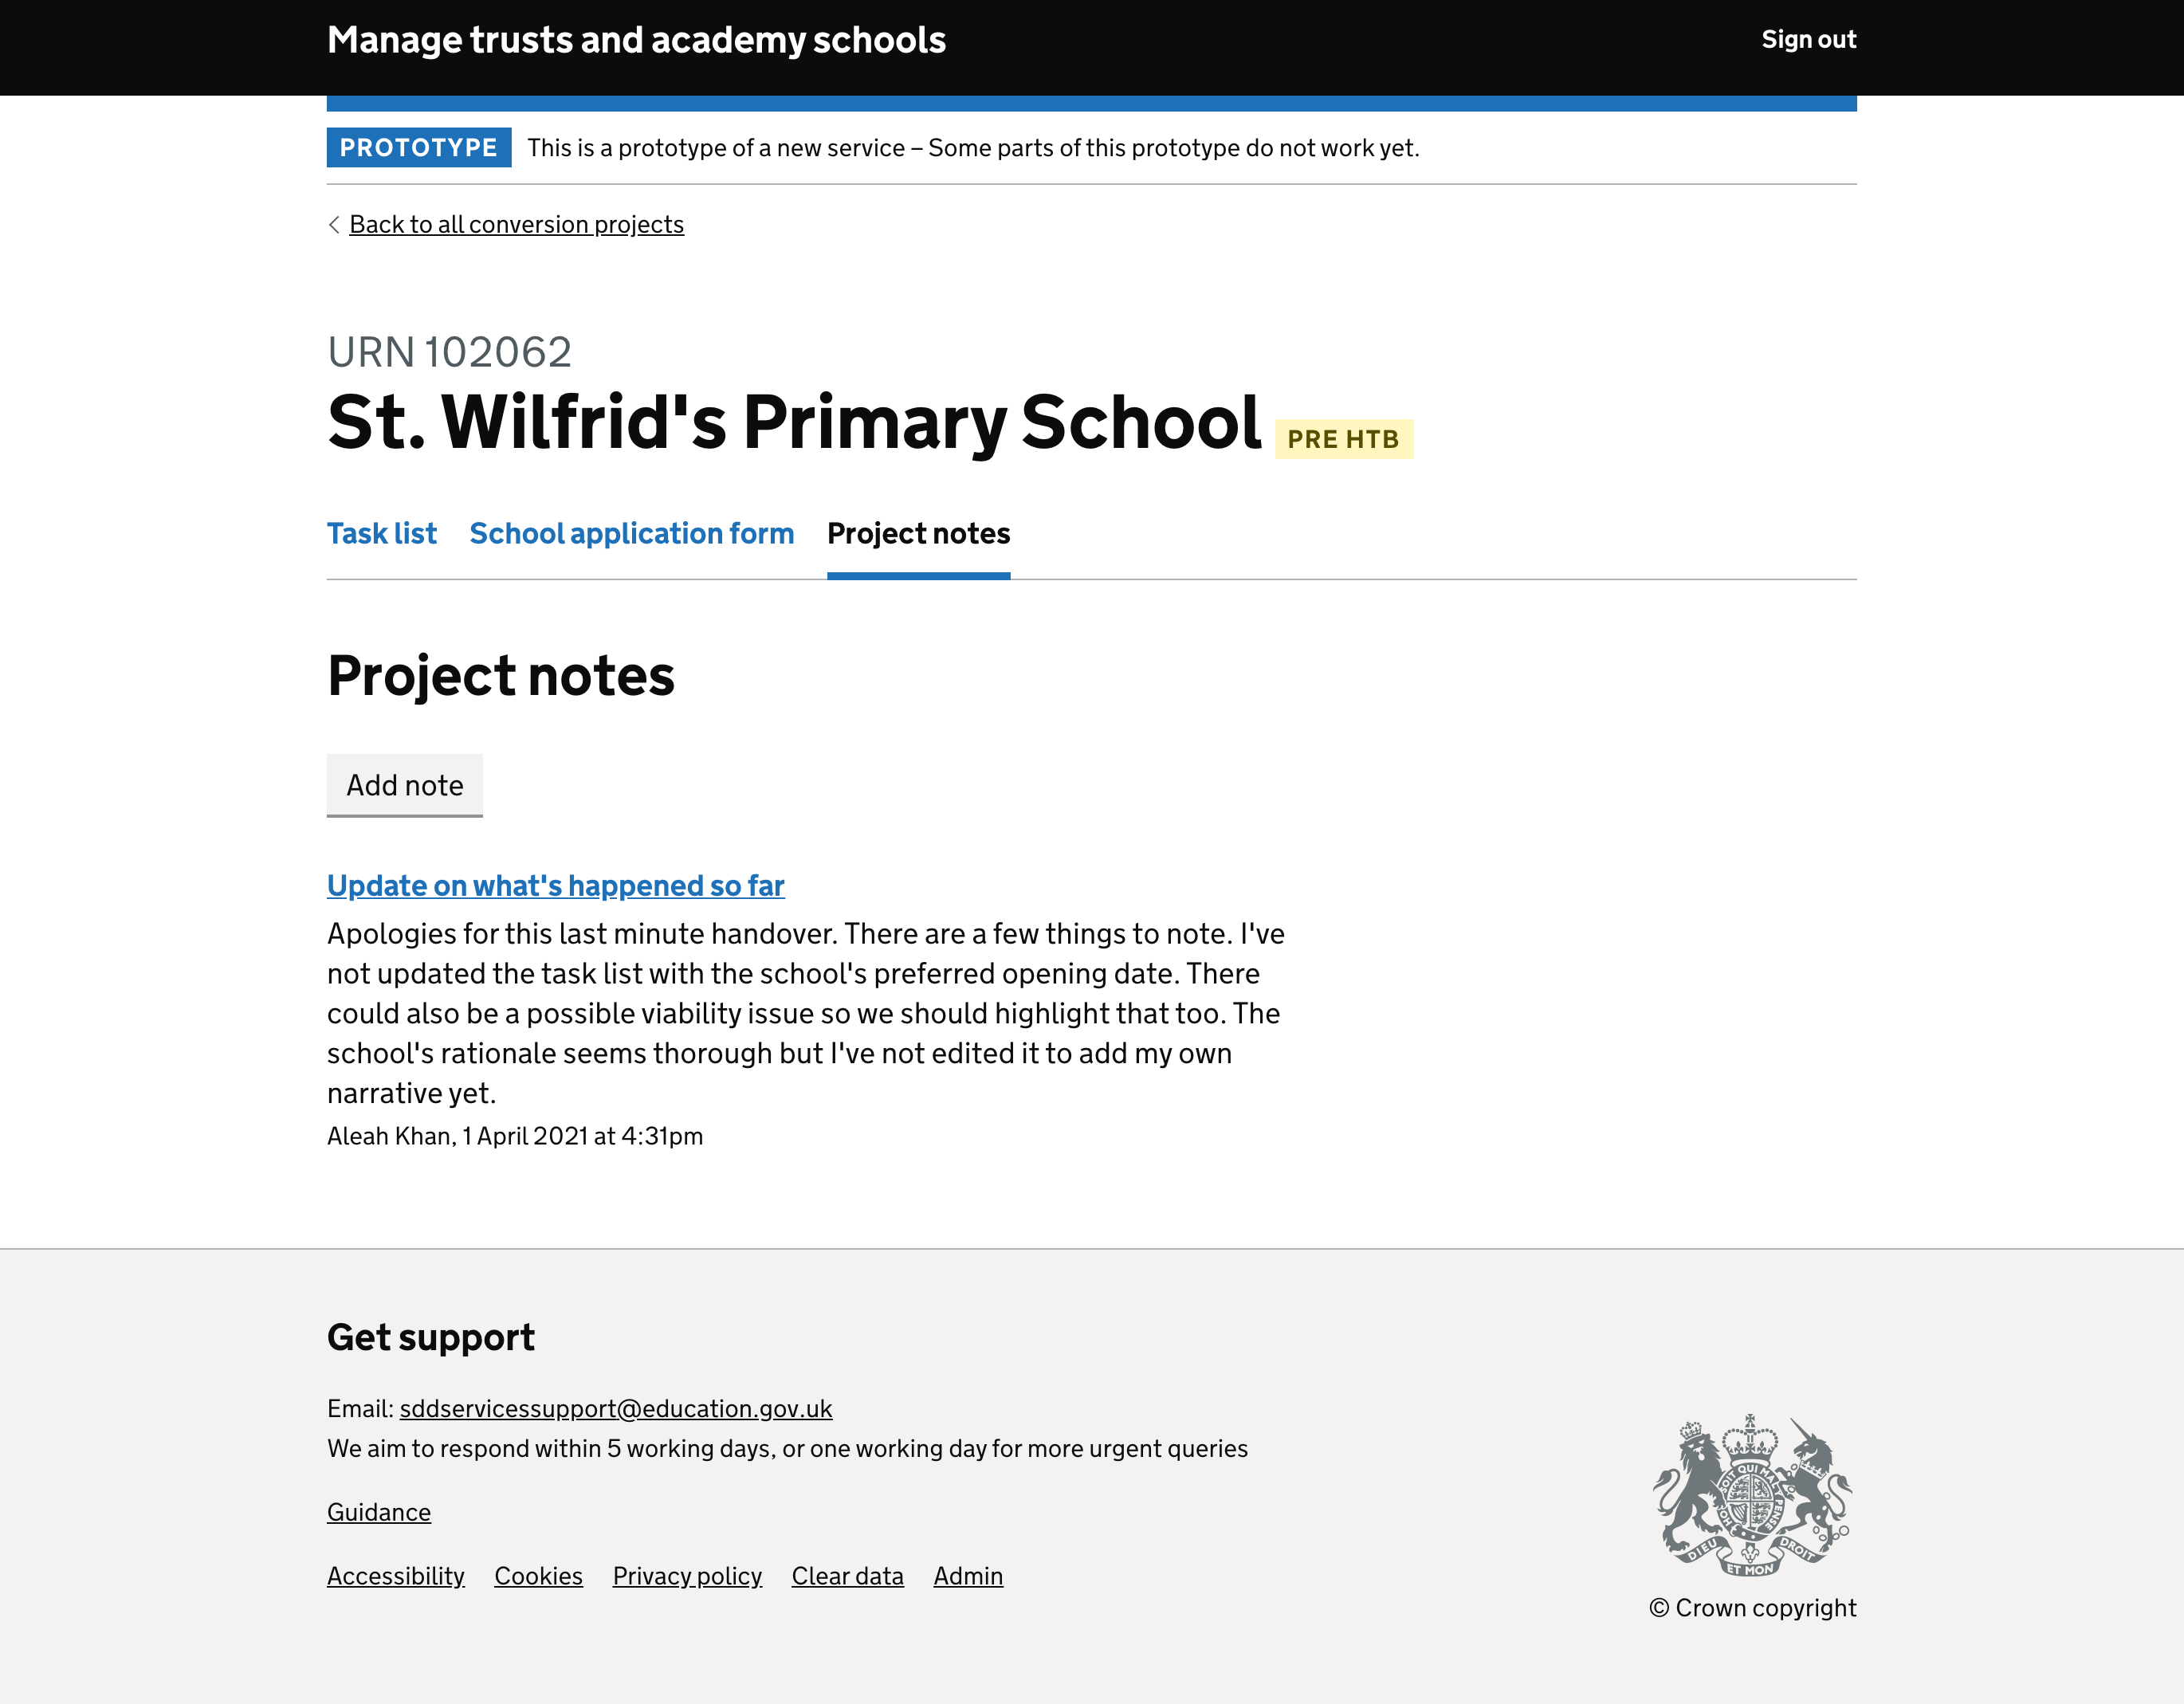 Manage trusts and academy schools
Sign out
PROTOTYPE
This is a prototype of a new service – Some parts of this prototype do not work yet.
Back to all conversion projects
URN 102062
St. Wilfrid's Primary School
PRE HTB
Task list
School application form
Project notes
Project notes
Add note
Update on what's happened so far
Apologies for this last minute handover. There are a few things to note. I've
not updated the task list with the school's preferred opening date. There
could also be a possible viability issue so we should highlight that too. The
school's rationale seems thorough but I've not edited it to add my own
narrative yet.
Aleah Khan, 1 April 2021 at 4:31pm
Get support
Email: sddservicessupport@education.gov.uk
We aim to respond within 5 working days, or one working day for more urgent queries
Guidance
Accessibility
Cookies
Privacy policy
Clear data
Admin
DIEU
ET MON
DROIT
© Crown copyright